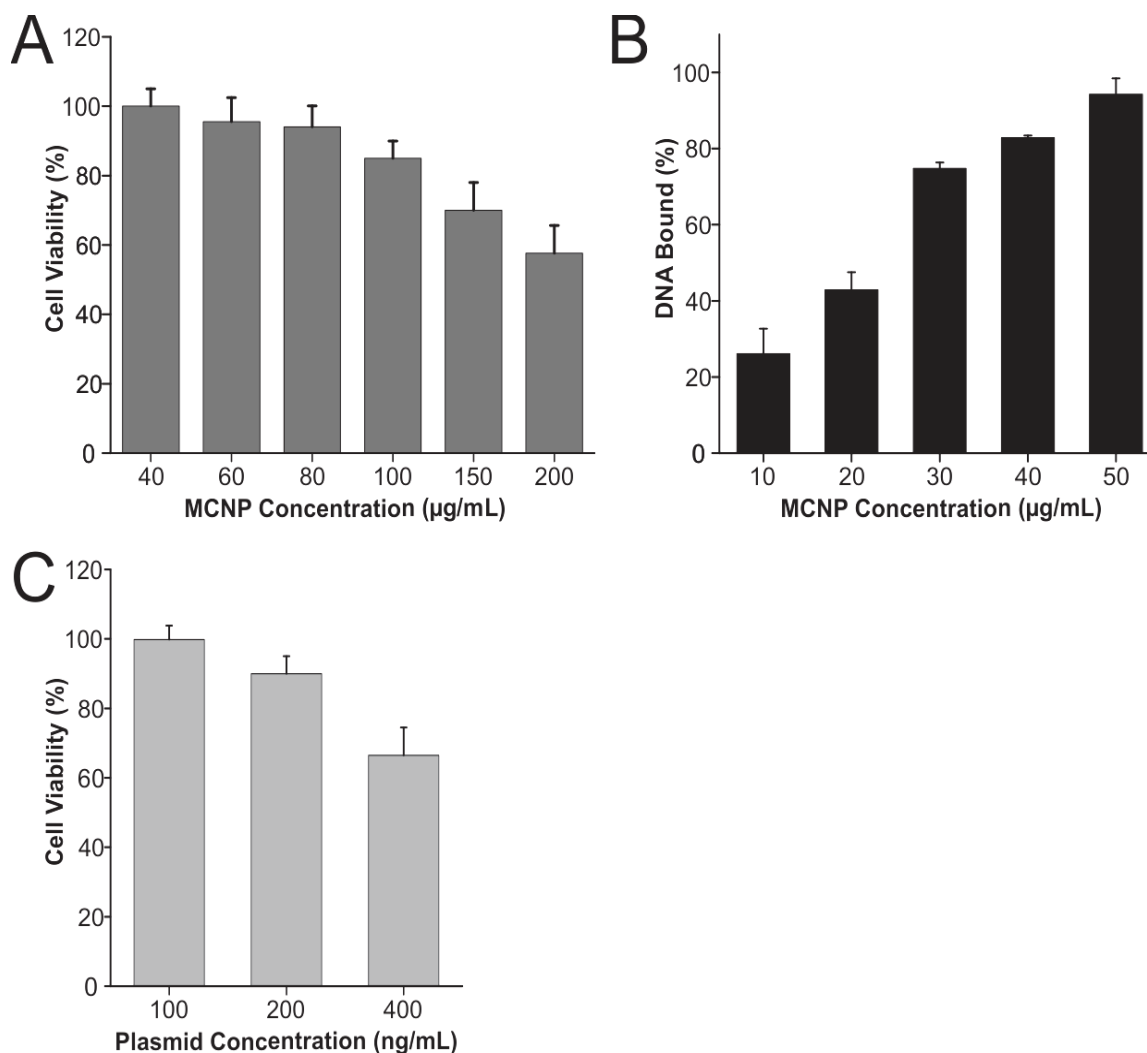 A
120
100
80
60
40
20
0
Cell Viability (%)
40 60 80 100 150 200
MCNP Concentration (µg/mL)
B
100
80
60
40
20
0
DNA Bound (%)
10 20 30 40 50
MCNP Concentration (µg/mL)
C
120
100
80
60
40
20
0
Cell Viability (%)
100 200 400
Plasmid Concentration (ng/mL)